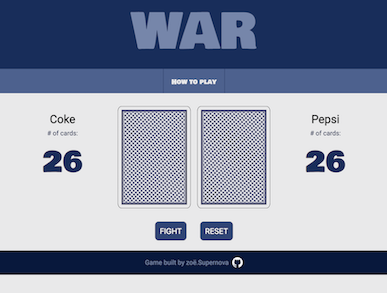 WAR
HOW TO PLAY
Coke
# of cards:
26
Pepsi
# of cards:
26
FIGHT
RESET
Game built by zoë.Supernova